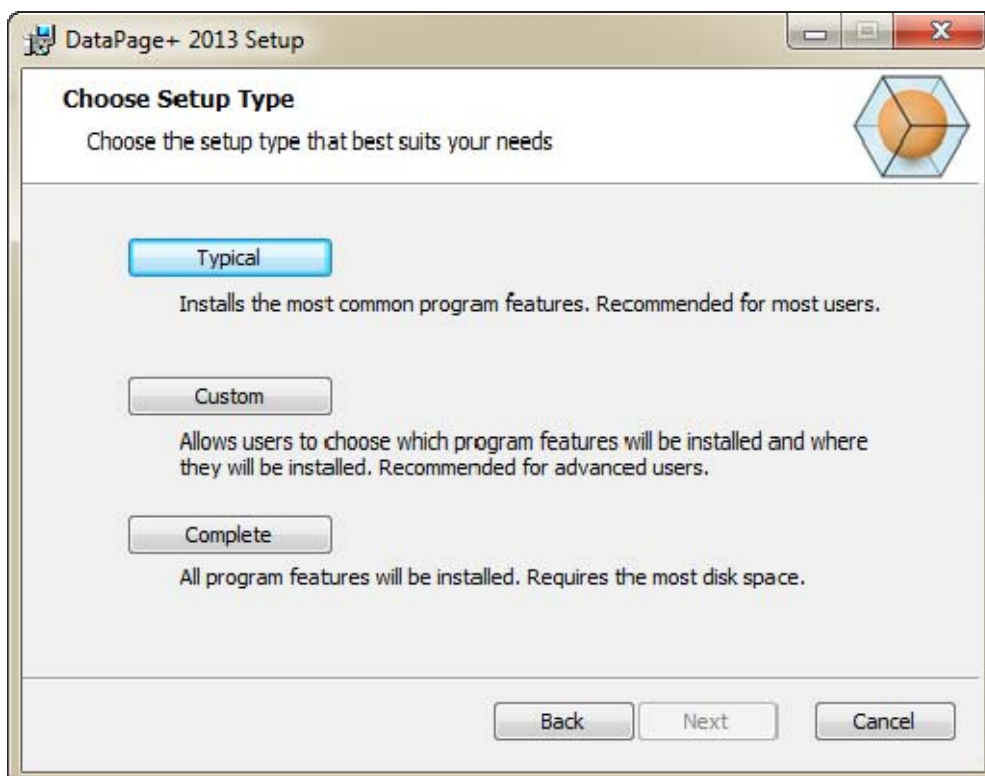 DataPage+ 2013 Setup
Choose Setup Type
Choose the setup type that best suits your needs
Typical
Installs the most common program features. Recommended for most users.
Custom
Allows users to choose which program features will be installed and where
they will be installed. Recommended for advanced users.
Complete
All program features will be installed. Requires the most disk space.
Back
Next
Cancel